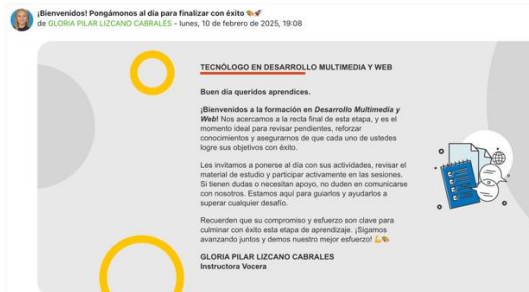 ¡Bienvenidos! Pongámonos al día para finalizar con éxito
de GLORIA PILAR LIZCANO CABRALES - lunes, 10 de febrero de 2025, 19:08
TECNÓLOGO EN DESARROLLO MULTIMEDIA Y WEB
Buen día queridos aprendices.
¡Bienvenidos a la formación en Desarrollo Multimedia y
Web! Nos acercamos a la recta final de esta etapa, y es el
momento ideal para revisar pendientes, reforzar
conocimientos y asegurarnos de que cada uno de ustedes
logre sus objetivos con éxito.
Les invitamos a ponerse al día con sus actividades, revisar el
material de estudio y participar activamente en las sesiones.
Si tienen dudas o necesitan apoyo, no duden en comunicarse
con nosotros. Estamos aquí para guiarlos y ayudarlos a
superar cualquier desafío.
Recuerden que su compromiso y esfuerzo son clave para
culminar con éxito esta etapa de aprendizaje. ¡Sigamos
avanzando juntos y demos nuestro mejor esfuerzo!
GLORIA PILAR LIZCANO CABRALES
Instructora Vocera